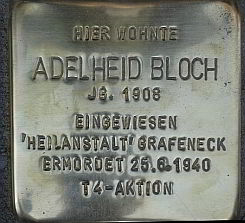 HIER WOHNTE
ADELHEID BLOCH
JG. 1908
EINGEWIESEN
'HEILANSTALT' GRAFENECK
ERMORDET 25.6.1940
T4-AKTION